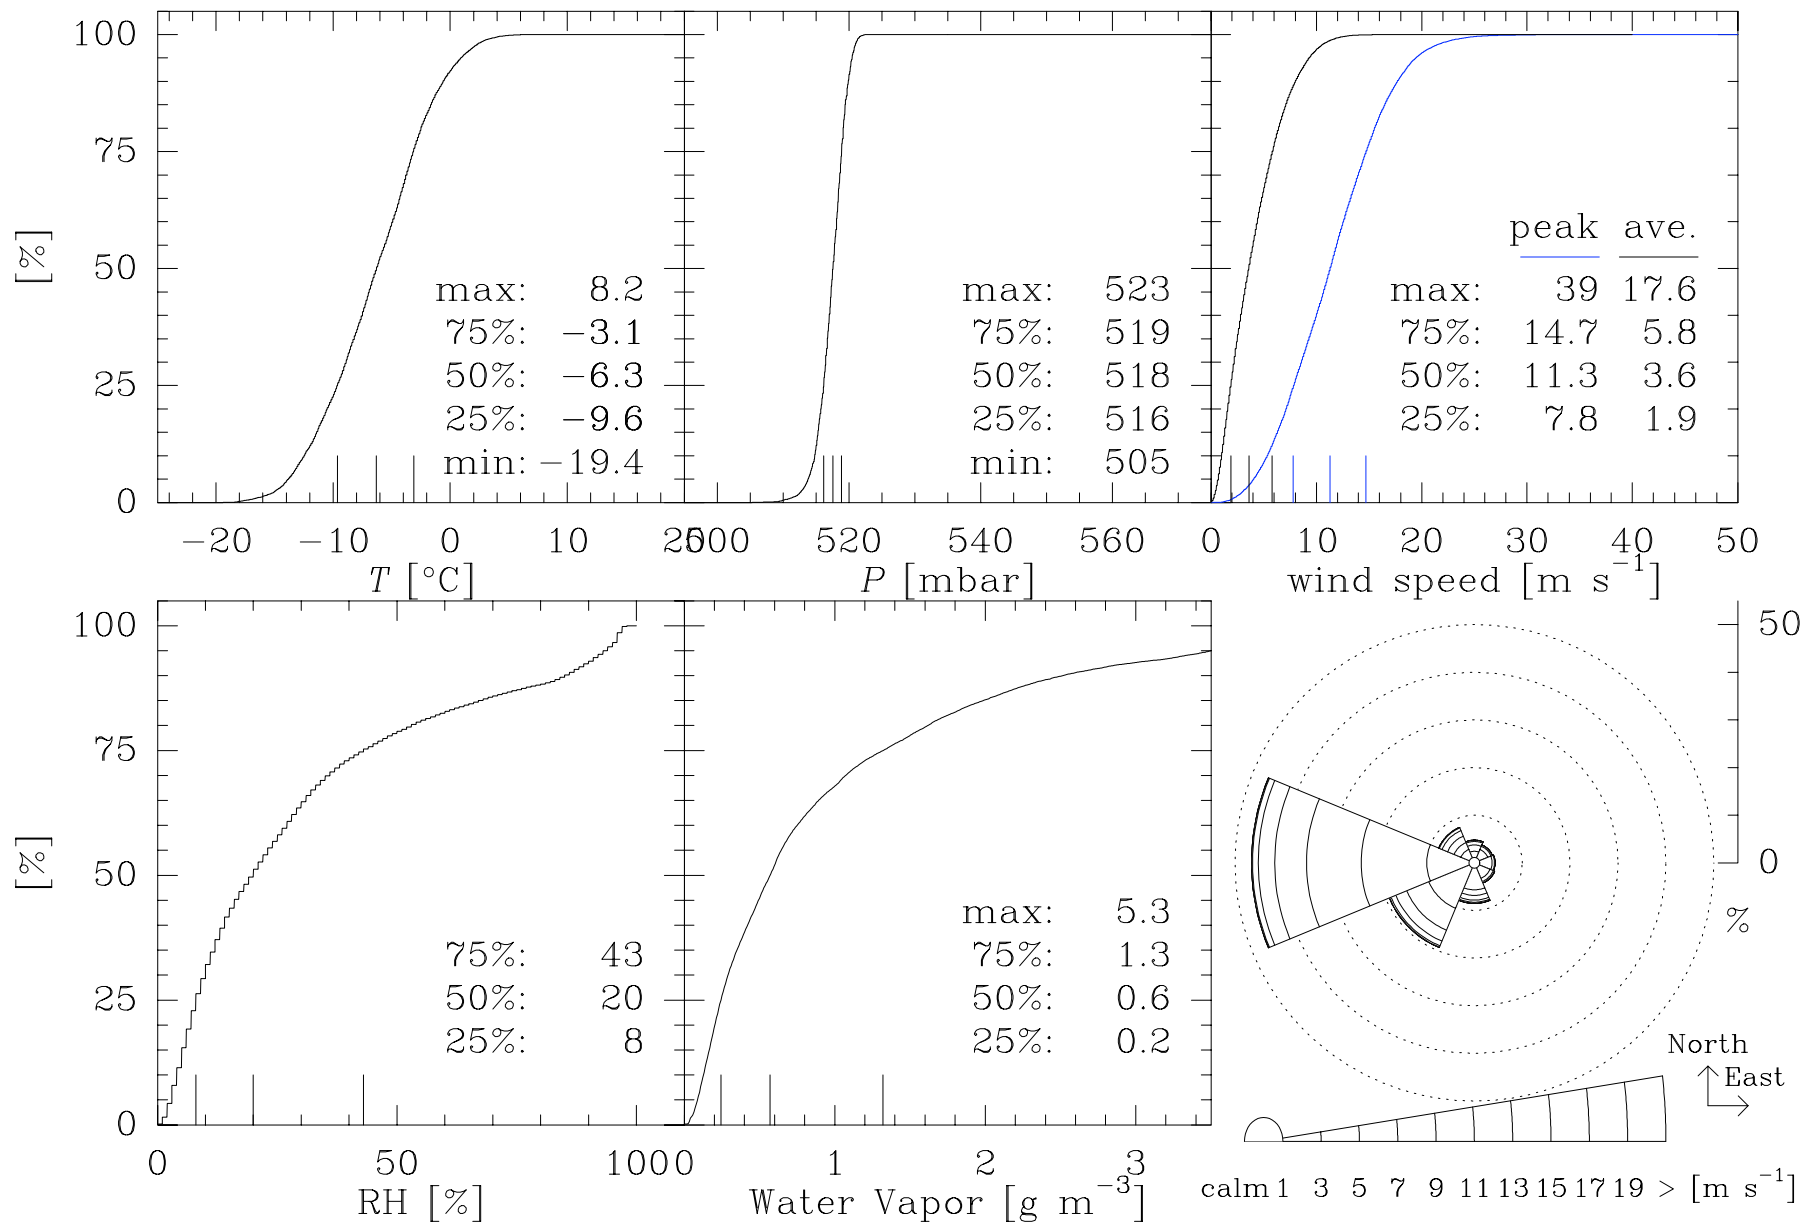 100
75
50
25
0
[%]
max: 8.2
75%: −3.1
50%: −6.3
25%: −9.6
min: −19.4
−20 −10 0 10 20
T [°C]
max: 523
75%: 519
50%: 518
25%: 516
min: 505
500 520 540 560
P [mbar]
peak ave.
max: 39 17.6
75%: 14.7 5.8
50%: 11.3 3.6
25%: 7.8 1.9
0 10 20 30 40 50
wind speed [m s−1]
100
75
50
25
0
[%]
75%: 43
50%: 20
25%: 8
0 50 100
RH [%]
max: 5.3
75%: 1.3
50%: 0.6
25%: 0.2
0 1 2 3
Water Vapor [g m−3]
50
0
%
North
East
calm 1 3 5 7 9 11 13 15 17 19 > [m s−1]